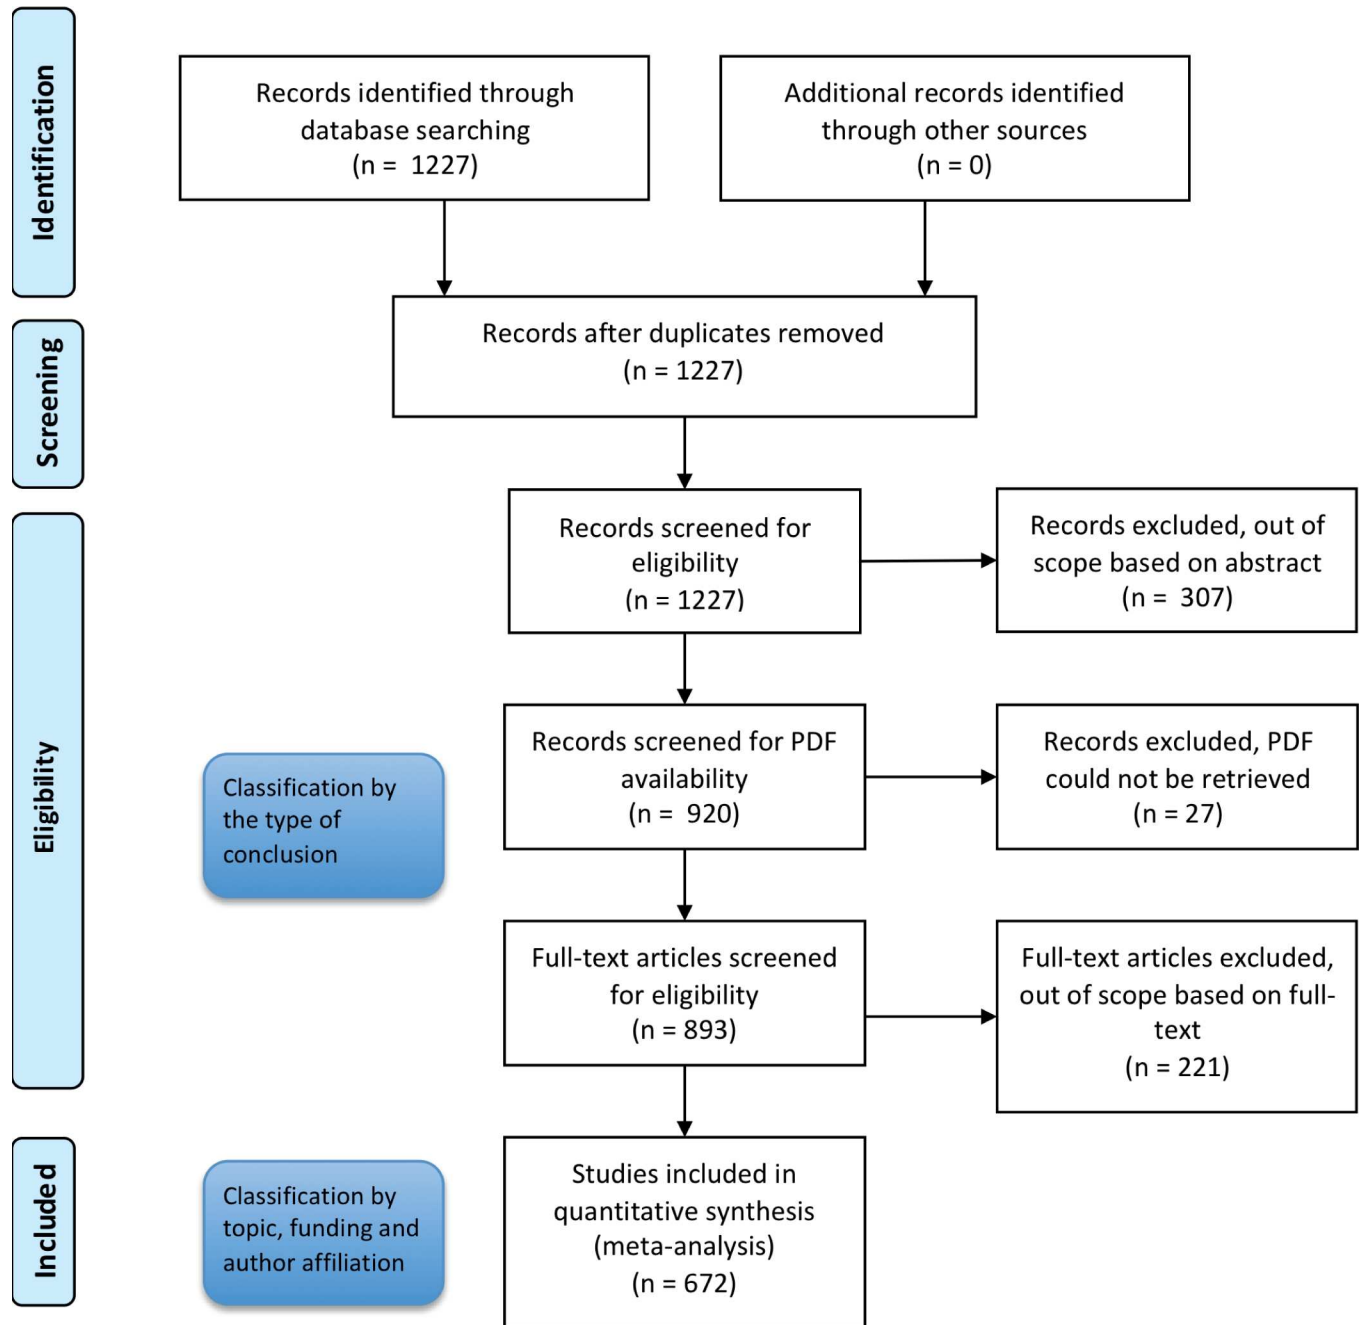 Identification
Records identified through
database searching
(n = 1227)
Additional records identified
through other sources
(n = 0)
Screening
Records after duplicates removed
(n = 1227)
Eligibility
Records screened for
eligibility
(n = 1227)
Records excluded, out of
scope based on abstract
(n = 307)
Records screened for PDF
availability
(n = 920)
Records excluded, PDF
could not be retrieved
(n = 27)
Classification by
the type of
conclusion
Full-text articles screened
for eligibility
(n = 893)
Full-text articles excluded,
out of scope based on full-
text
(n = 221)
Included
Classification by
topic, funding and
author affiliation
Studies included in
quantitative synthesis
(meta-analysis)
(n = 672)